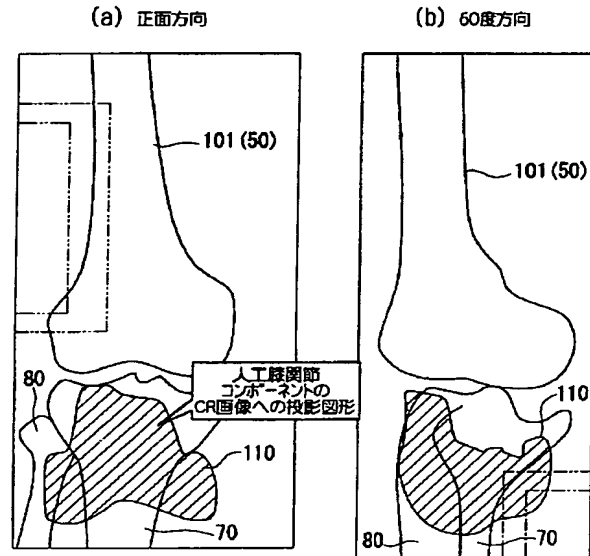 (a) 正面方向
(b) 60度方向
101(50)
101(50)
80
人工膝関節
コンポーネントの
CR画像への投影図形
110
110
70
80
70